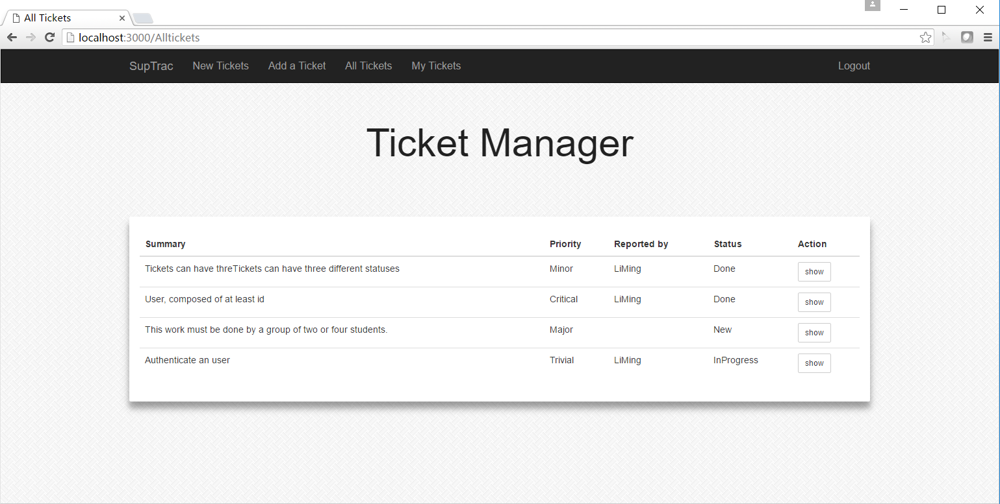 All Tickets
localhost:3000/Alltickets
SupTrac New Tickets Add a Ticket All Tickets My Tickets Logout
Ticket Manager
Summary Priority Reported by Status Action
Tickets can have threTickets can have three different statuses Minor LiMing Done show
User, composed of at least id Critical LiMing Done show
This work must be done by a group of two or four students. Major New show
Authenticate an user Trivial LiMing InProgress show